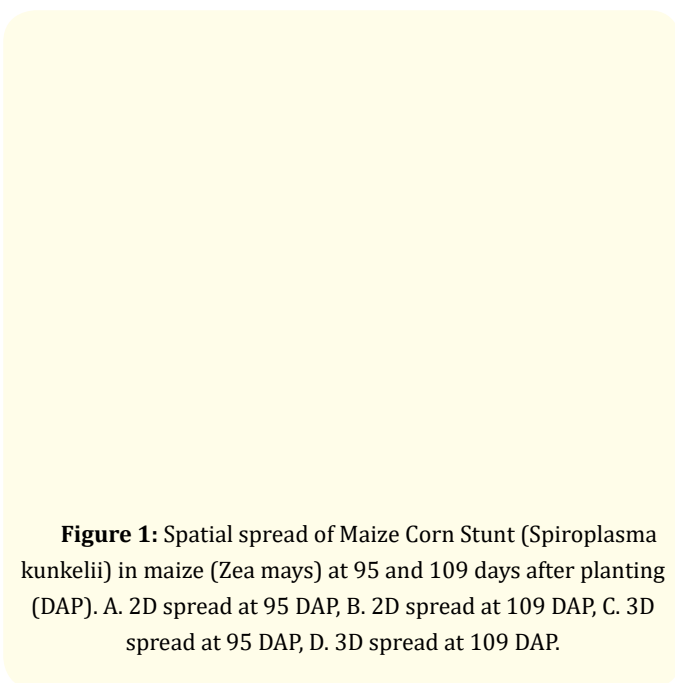 Figure 1: Spatial spread of Maize Corn Stunt (Spiroplasma
kunkelii) in maize (Zea mays) at 95 and 109 days after planting
(DAP). A. 2D spread at 95 DAP, B. 2D spread at 109 DAP, C. 3D
spread at 95 DAP, D. 3D spread at 109 DAP.